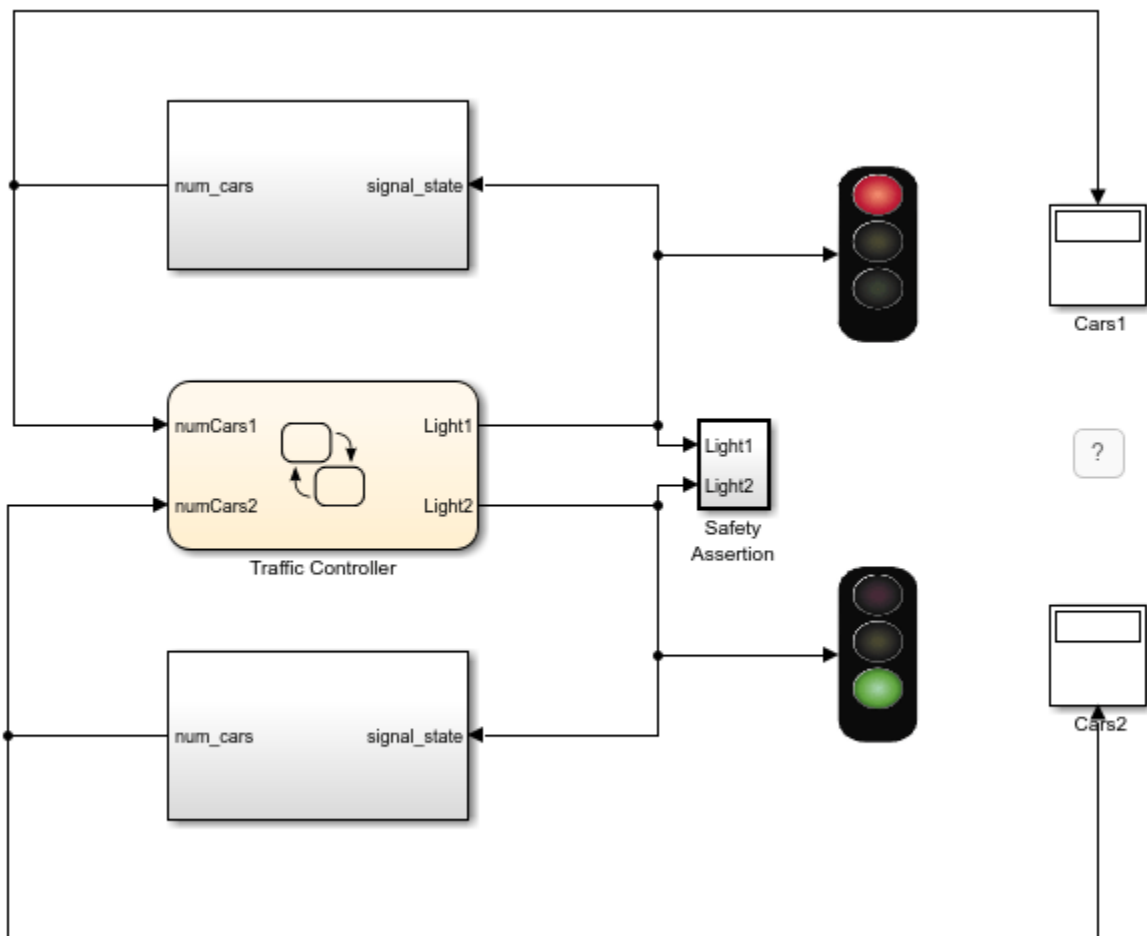 num_cars signal_state
Cars1
numCars1 Light1
Light1
?
Light2
numCars2 Light2
Safety
Assertion
Traffic Controller
Cars2
num_cars signal_state